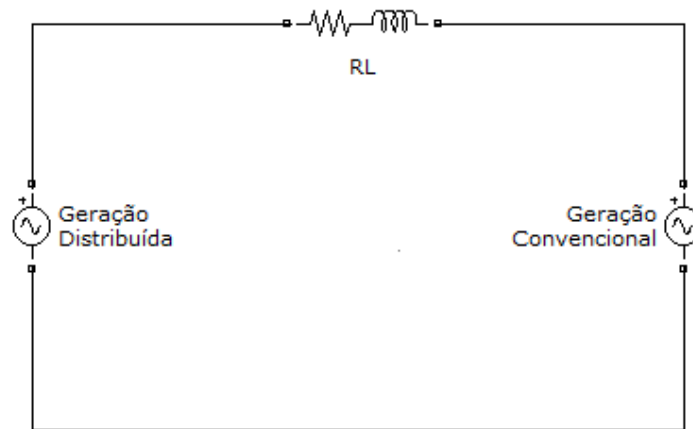 RL
Geração
Distribuída
Geração
Convencional